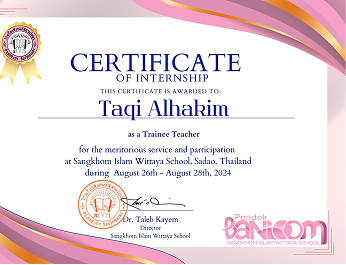 CERTIFICATE
OF INTERNSHIP
THIS CERTIFICATE IS AWARDED TO:
Taqi Alhakim
as a Trainee Teacher
for the meritorious service and participation
at Sangkhom Islam Wittaya School, Sadao, Thailand
during August 26th - August 28th, 2024
Dr. Taleb Kayem
Director
Sangkhom Islam Wittaya School
Pondok
SANGKHOM ISLAM WITTAYA SCHOOL